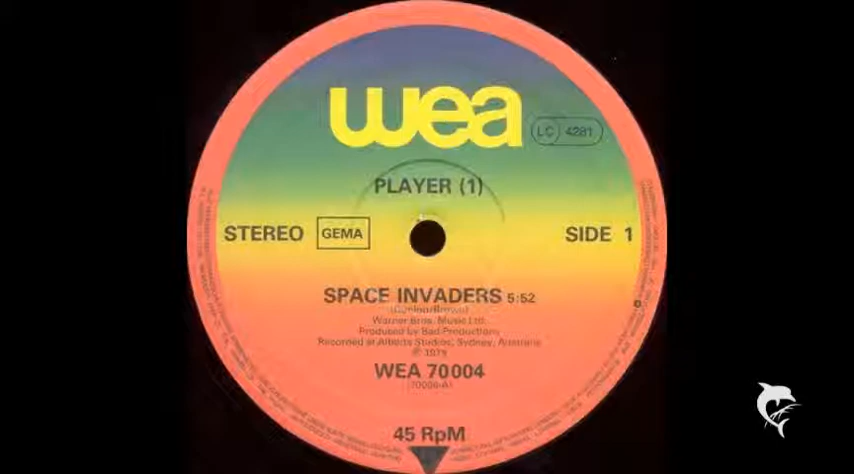 wea
LC 4281
PLAYER (1)
STEREO GEMA SIDE 1
SPACE INVADERS 5:52
Warner Bros. Music Ltd.
Produced by Bad Productions
Recorded at Alberts Studios, Sydney, Australia
℗ 1979
WEA 70004
45 RpM